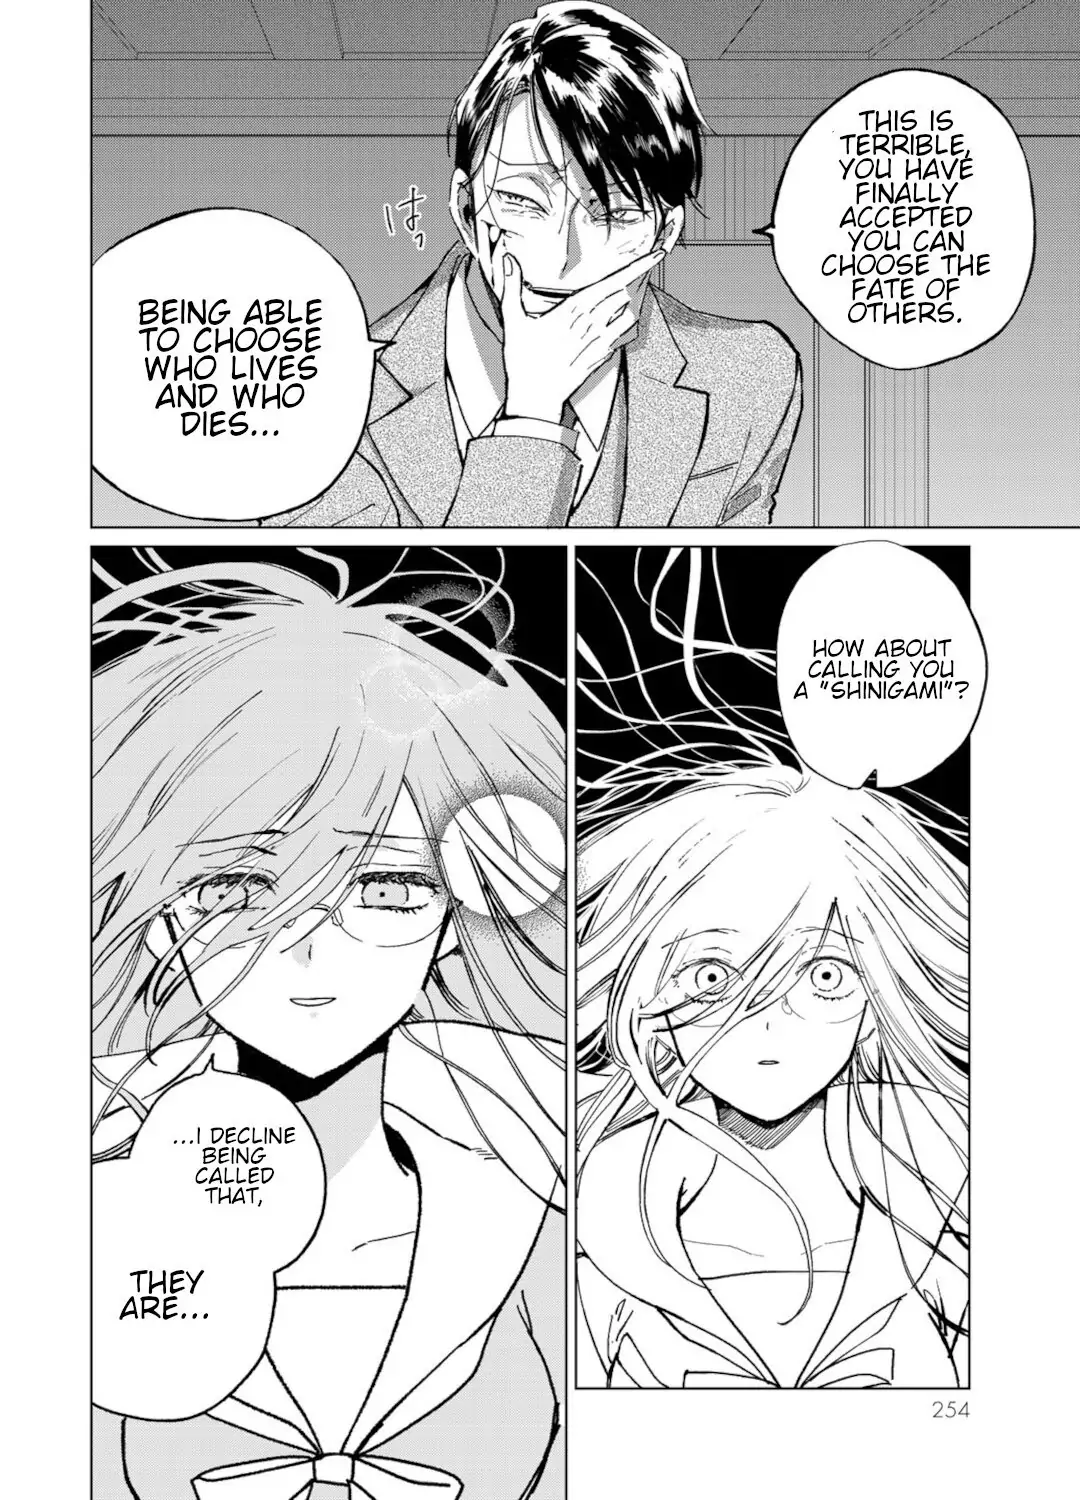 THIS IS
TERRIBLE,
YOU HAVE
FINALLY
ACCEPTED
YOU CAN
CHOOSE THE
FATE OF
OTHERS.
はっ
BEING ABLE
TO CHOOSE
WHO LIVES
AND WHO
DIES...
HOW ABOUT
CALLING YOU
A "SHINIGAMI"?
...I DECLINE
BEING
CALLED
THAT,
THEY
ARE...
254